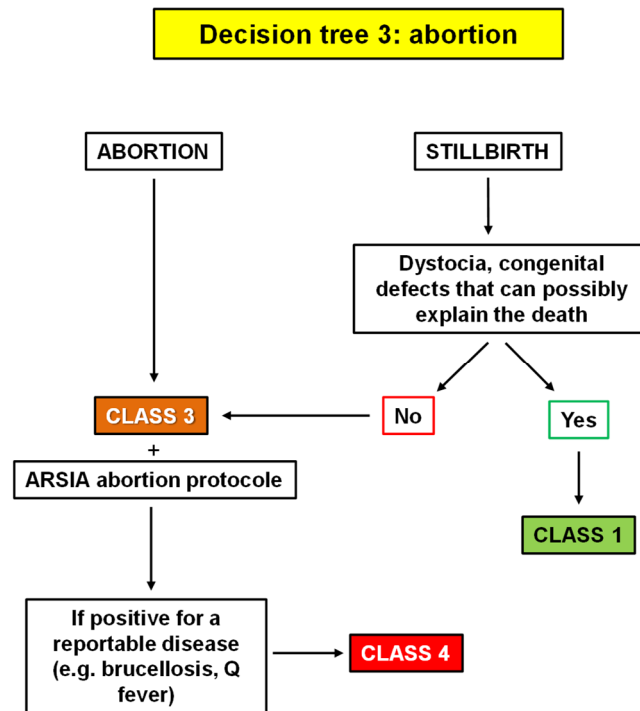 Decision tree 3: abortion
ABORTION
STILLBIRTH
Dystocia, congenital
defects that can possibly
explain the death
CLASS 3
No
Yes
+
ARSIA abortion protocole
CLASS 1
If positive for a
reportable disease
(e.g. brucellosis, Q
fever)
CLASS 4